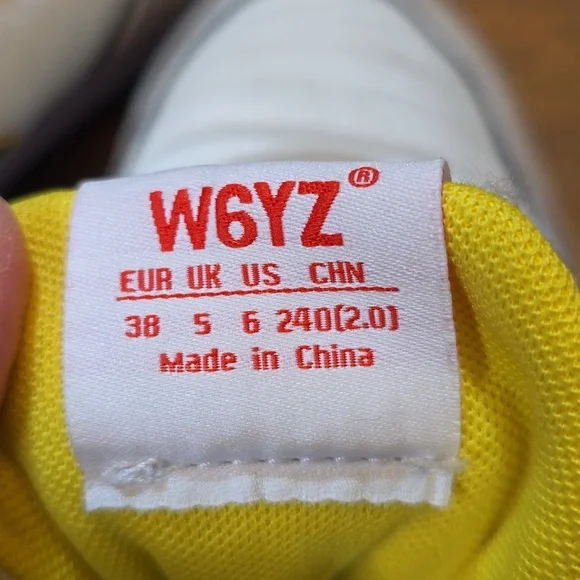 W6YZ®
EUR UK US CHN
38 5 6 240(2.0)
Made in China